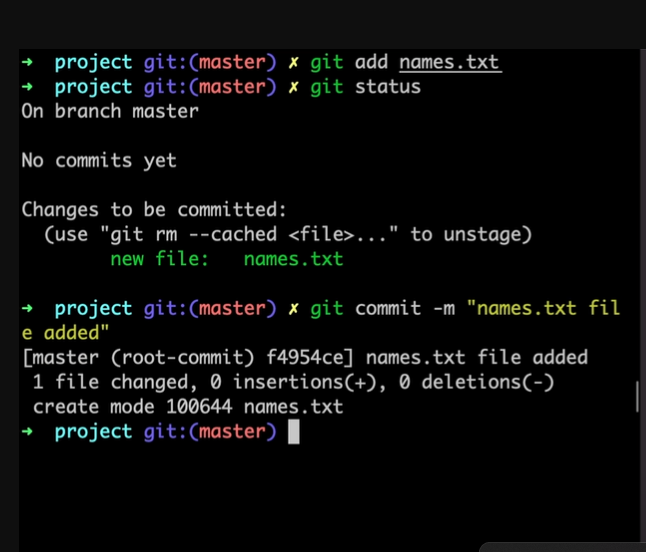 ➜  project git:(master) ✗ git add names.txt
➜  project git:(master) ✗ git status
On branch master
No commits yet
Changes to be committed:
  (use "git rm --cached <file>..." to unstage)
        new file:   names.txt
➜  project git:(master) ✗ git commit -m "names.txt fil
e added"
[master (root-commit) f4954ce] names.txt file added
 1 file changed, 0 insertions(+), 0 deletions(-)
 create mode 100644 names.txt
➜  project git:(master)